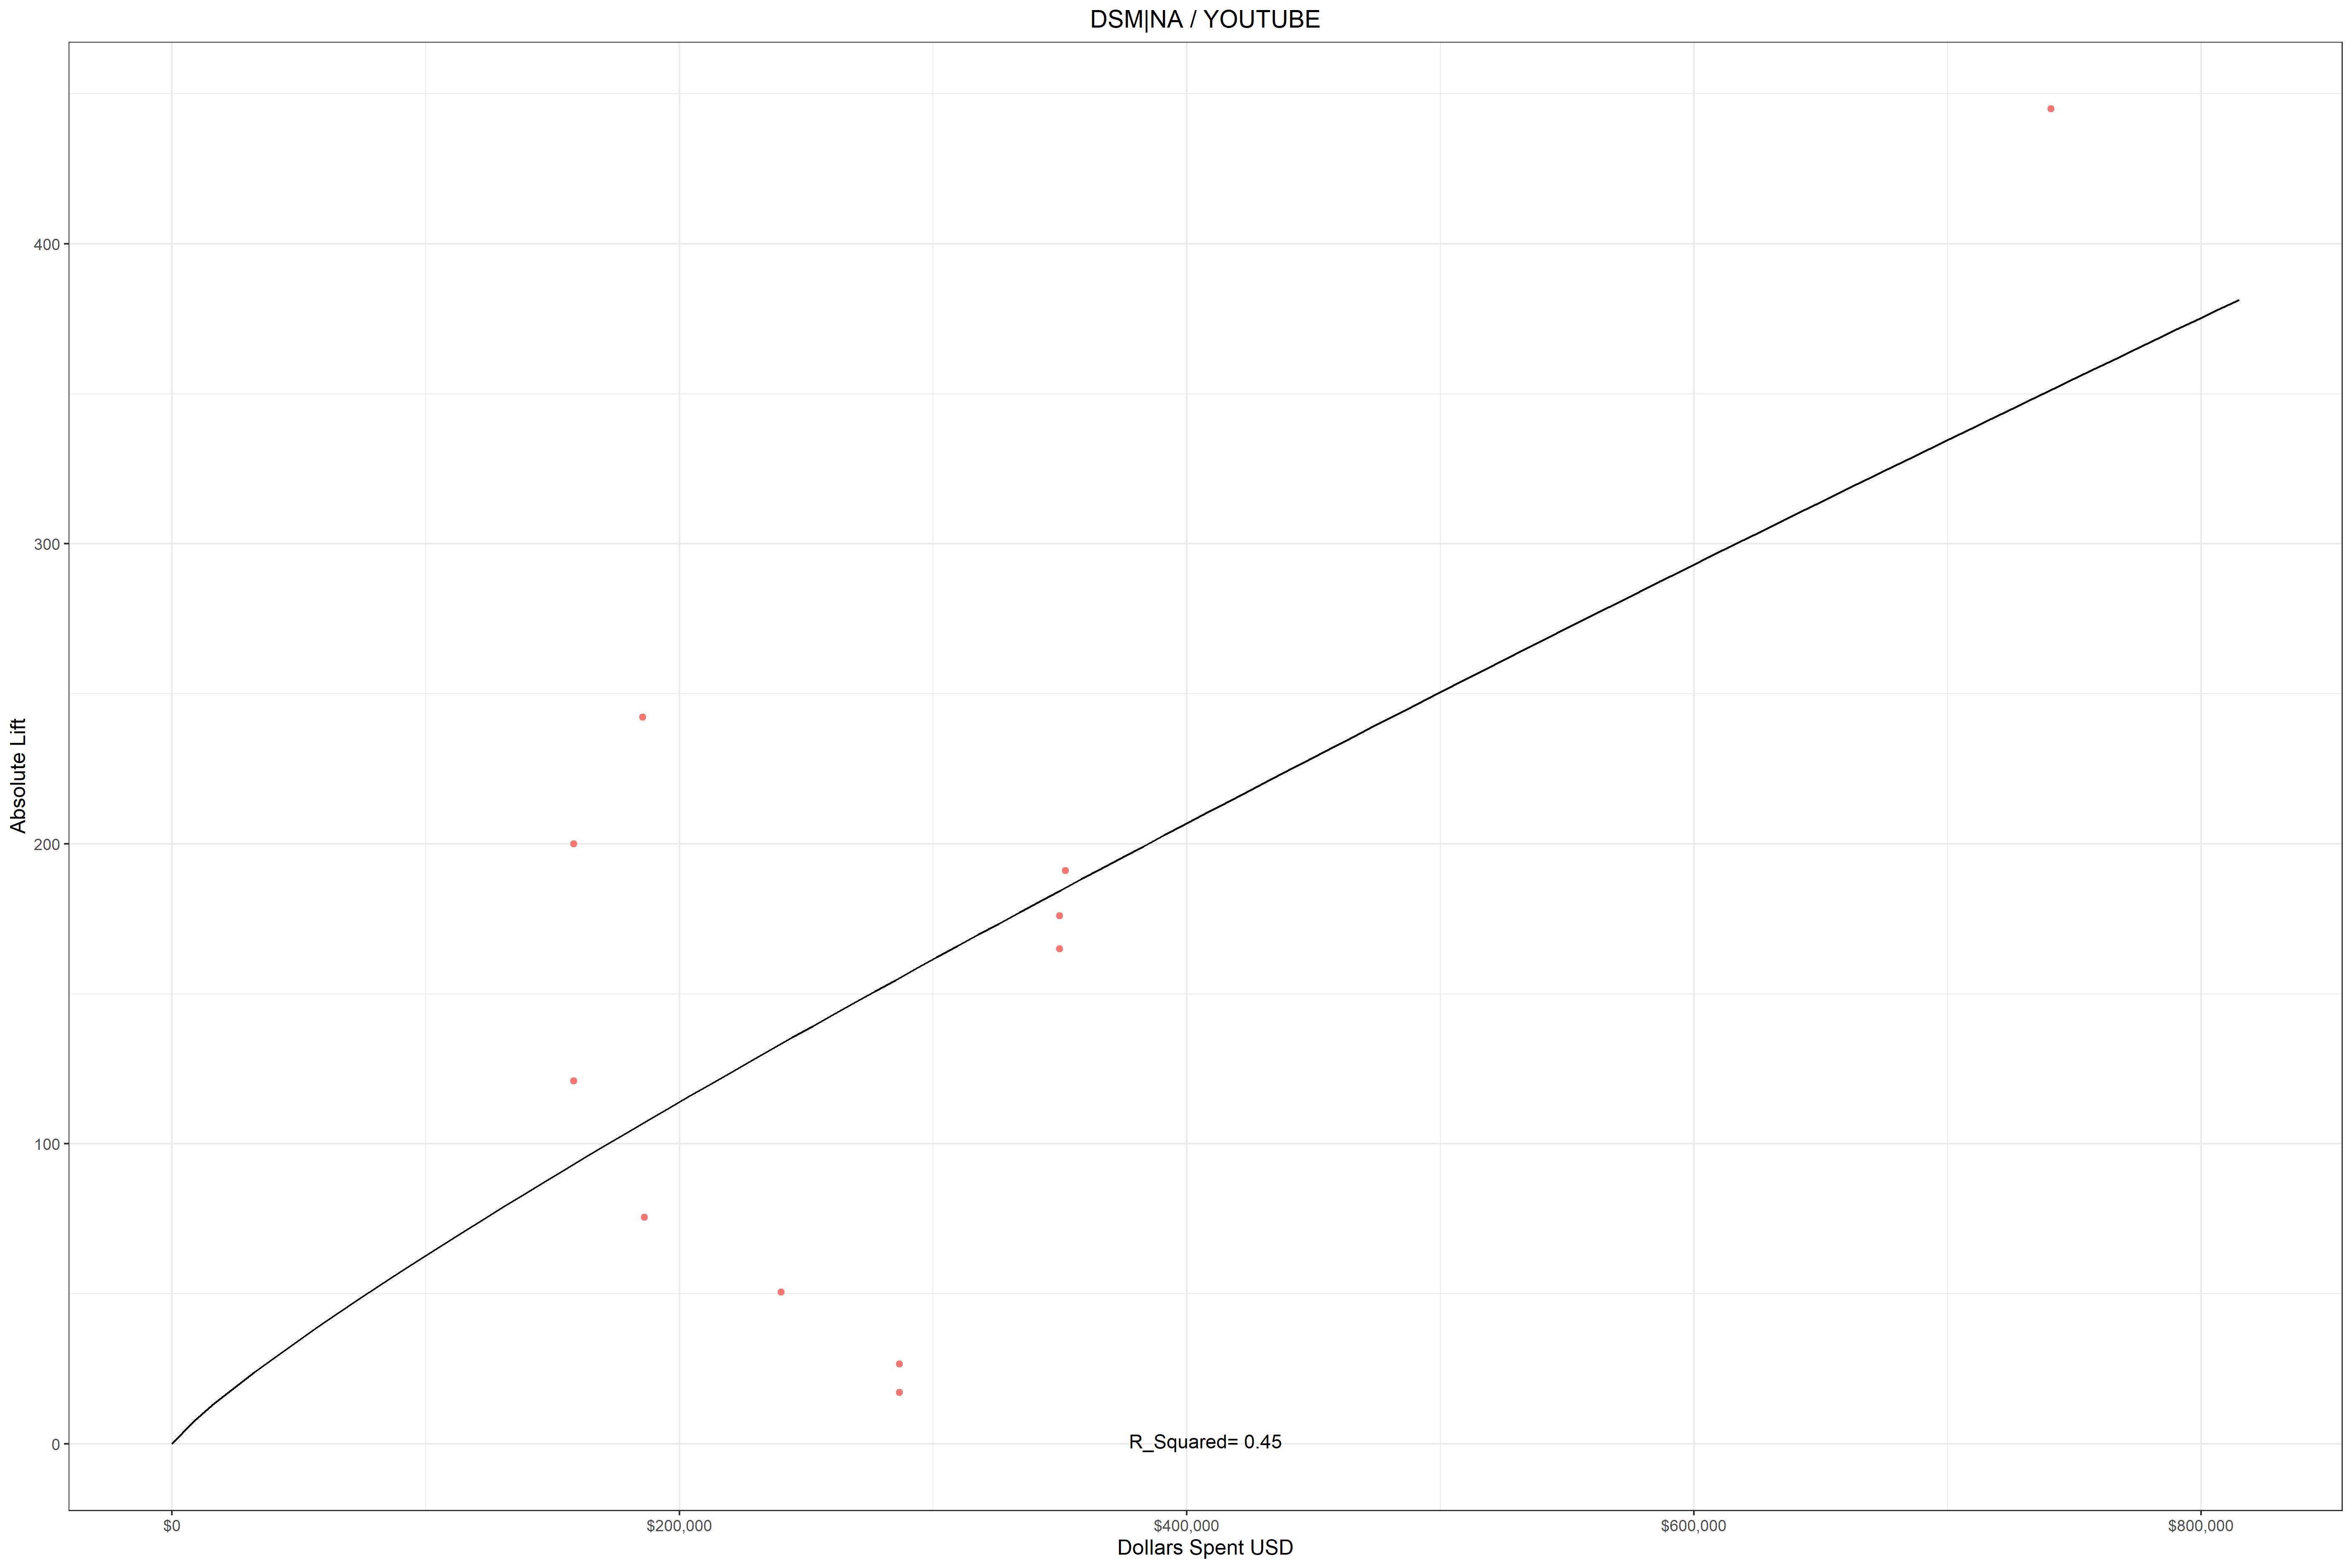 DSM|NA / YOUTUBE
Absolute Lift
400
300
200
100
0
R_Squared= 0.45
$0
$200,000
$400,000
$600,000
$800,000
Dollars Spent USD